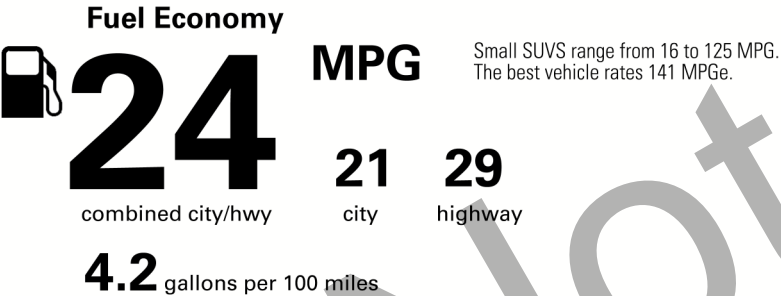 Fuel Economy
24 MPG
Small SUVS range from 16 to 125 MPG.
The best vehicle rates 141 MPGe.
21 29
combined city/hwy city highway
4.2 gallons per 100 miles
Not